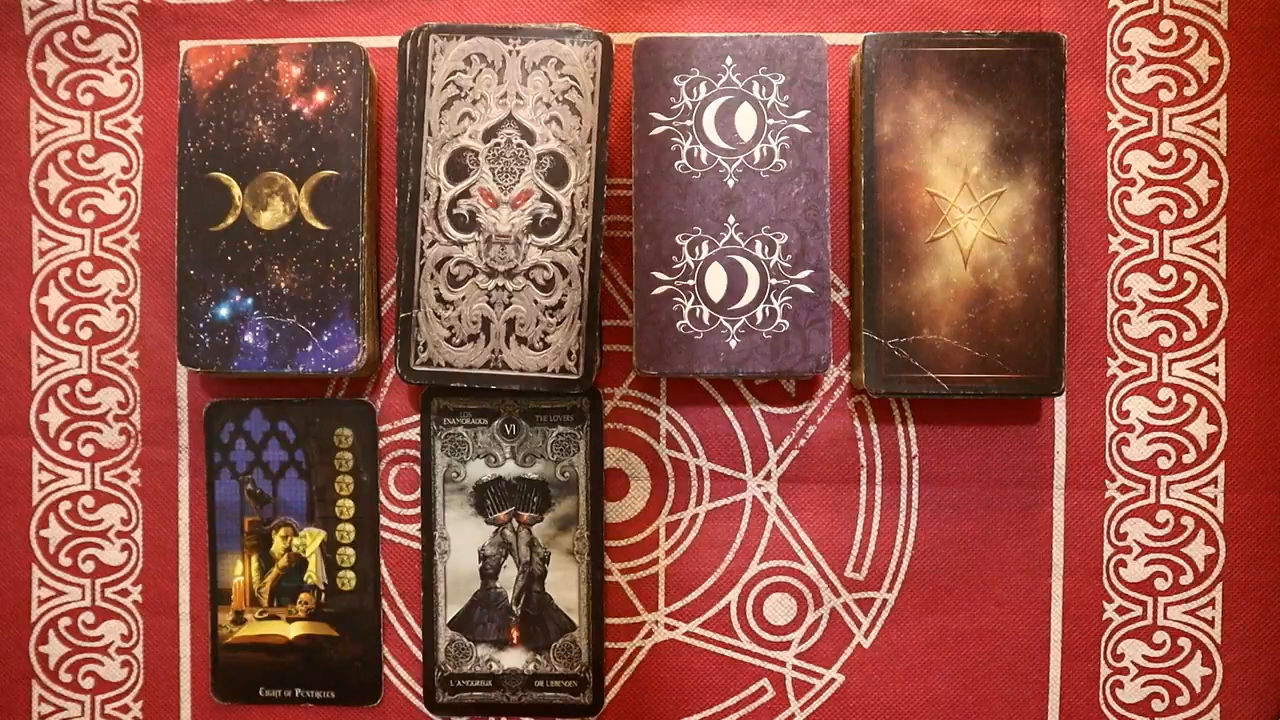 LOS
ENAMORADOS
VI
THE LOVERS
EIGHT OF PENTACLES
L'AMOUREUX
DIE LIEBENDEN